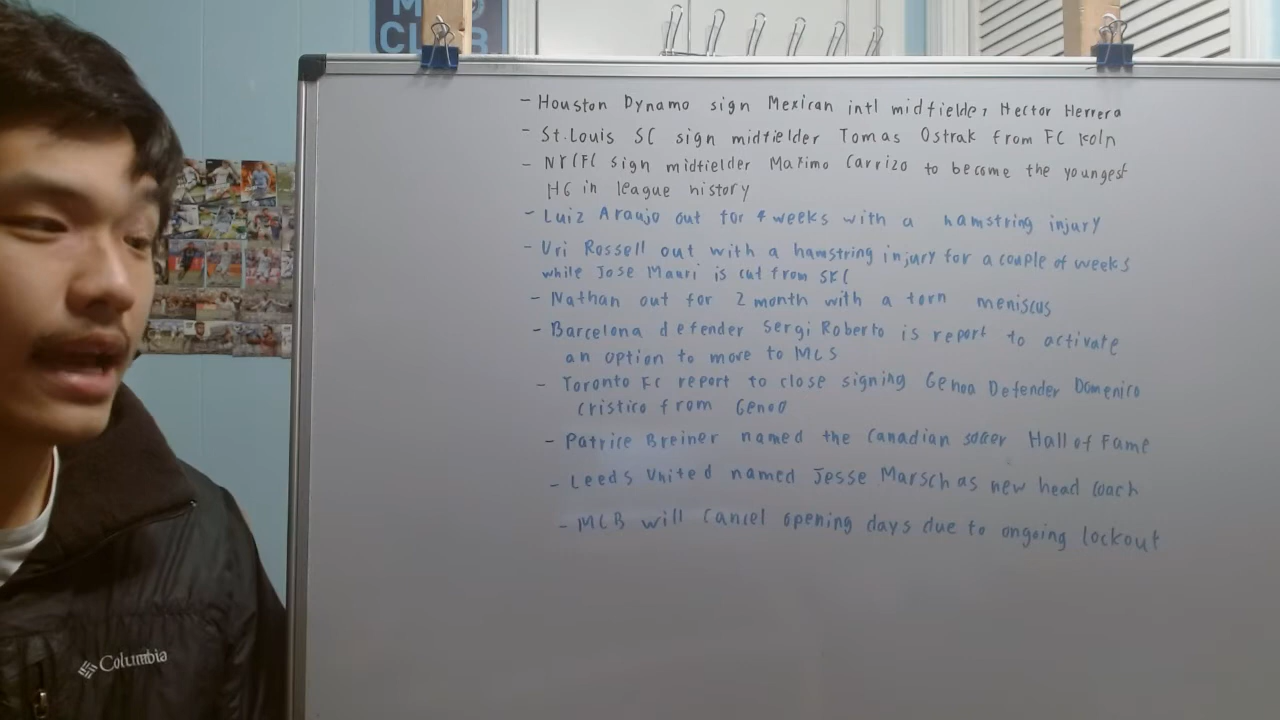 M S
CLUB
- Houston Dynamo sign Mexican intl midfielder Hector Herrera
- St.Louis SC sign midfielder Tomas Ostrak from FC Koln
- NYCFC sign midfielder Maximo Carrizo to become the youngest
HG in league history
- Luiz Araujo out for 4 weeks with a hamstring injury
- Uri Rossell out with a hamstring injury for a couple of weeks
while Jose Mauri is cut from SKC
- Nathan out for 2 month with a torn meniscus
- Barcelona defender Sergi Roberto is report to activate
an option to move to MLS
- Toronto FC report to close signing Genoa Defender Domenico
Cristico from Genoa
- Patrice Breiner named the Canadian soccer Hall of Fame
- Leeds United named Jesse Marsch as new head coach
- MLB will cancel opening days due to ongoing lockout
Columbia